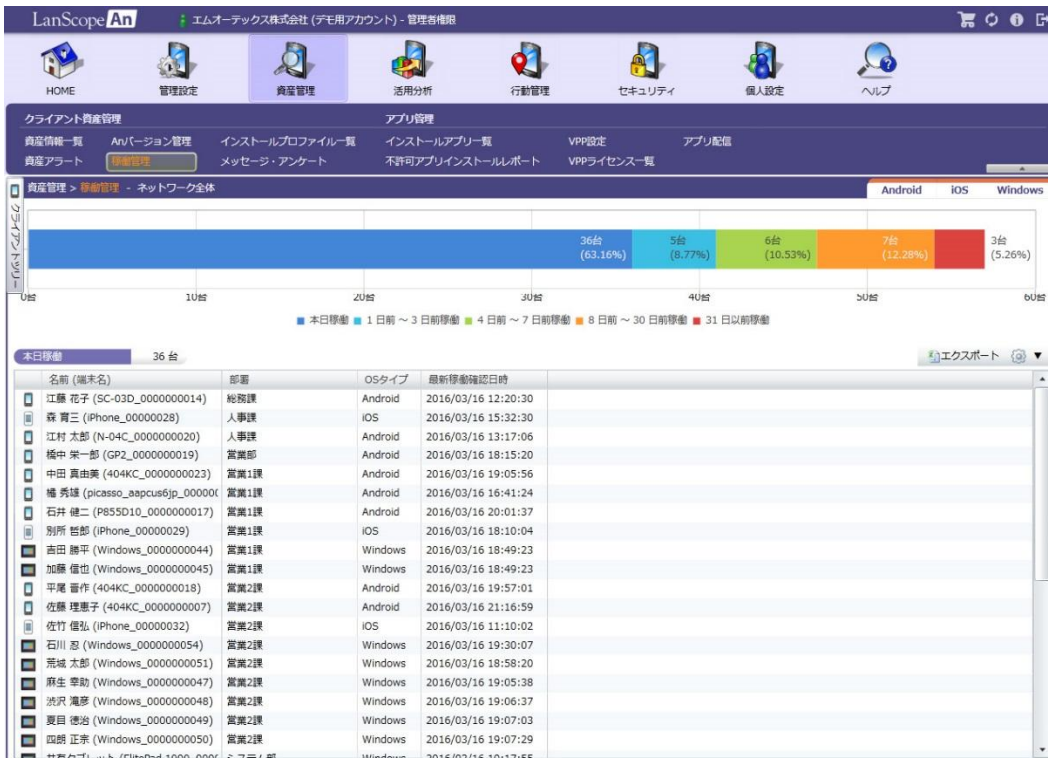 LanScope An エムオーテックス株式会社 (デモ用アカウント) - 管理者権限
HOME 管理設定 資産管理 活用分析 行動管理 セキュリティ 個人設定 ヘルプ
クライアント資産管理 アプリ管理
資産情報一覧 Anバージョン管理 インストールプロファイル一覧 インストールアプリ一覧 VPP設定 アプリ配信
資産アラート 稼働管理 メッセージ・アンケート 不許可アプリインストールレポート VPPライセンス一覧
資産管理 > 稼働管理 - ネットワーク全体 Android iOS Windows
クライアントツリー
36台 5台 6台 7台 3台
(63.16%) (8.77%) (10.53%) (12.28%) (5.26%)
0台 10台 20台 30台 40台 50台 60台
本日稼働 1 日前 ～ 3 日前稼働 4 日前 ～ 7 日前稼働 8 日前 ～ 30 日前稼働 31 日以前稼働
本日稼働 36 台 エクスポート
名前 (端末名) 部署 OSタイプ 最新稼働確認日時
江藤 花子 (SC-03D_0000000014) 総務課 Android 2016/03/16 12:20:30
森 育三 (iPhone_00000028) 人事課 iOS 2016/03/16 15:32:30
江村 太郎 (N-04C_0000000020) 人事課 Android 2016/03/16 13:17:06
橋中 栄一郎 (GP2_0000000019) 営業部 Android 2016/03/16 18:15:20
中田 真由美 (404KC_0000000023) 営業1課 Android 2016/03/16 19:05:56
秀雄 (picasso_aapcus6jp_00000( 営業1課 Android 2016/03/16 16:41:24
石井 健二 (P855D10_0000000017) 営業1課 Android 2016/03/16 20:01:37
別所 哲郎 (iPhone_00000029) 営業1課 iOS 2016/03/16 18:10:04
吉田 勝平 (Windows_0000000044) 営業1課 Windows 2016/03/16 18:49:23
加藤 信也 (Windows_0000000045) 営業1課 Windows 2016/03/16 18:49:23
平尾 晋作 (404KC_0000000018) 営業2課 Android 2016/03/16 19:57:01
佐藤 理恵子 (404KC_0000000007) 営業2課 Android 2016/03/16 21:16:59
佐竹 信弘 (iPhone_00000032) 営業2課 iOS 2016/03/16 11:10:02
石川 忍 (Windows_0000000054) 営業2課 Windows 2016/03/16 19:30:07
荒城 太郎 (Windows_0000000051) 営業2課 Windows 2016/03/16 18:58:20
麻生 幸助 (Windows_0000000047) 営業2課 Windows 2016/03/16 19:05:38
渋沢 滝彦 (Windows_0000000048) 営業2課 Windows 2016/03/16 19:06:37
夏目 徳治 (Windows_0000000049) 営業2課 Windows 2016/03/16 19:07:03
四朗 正宗 (Windows_0000000050) 営業2課 Windows 2016/03/16 19:07:29